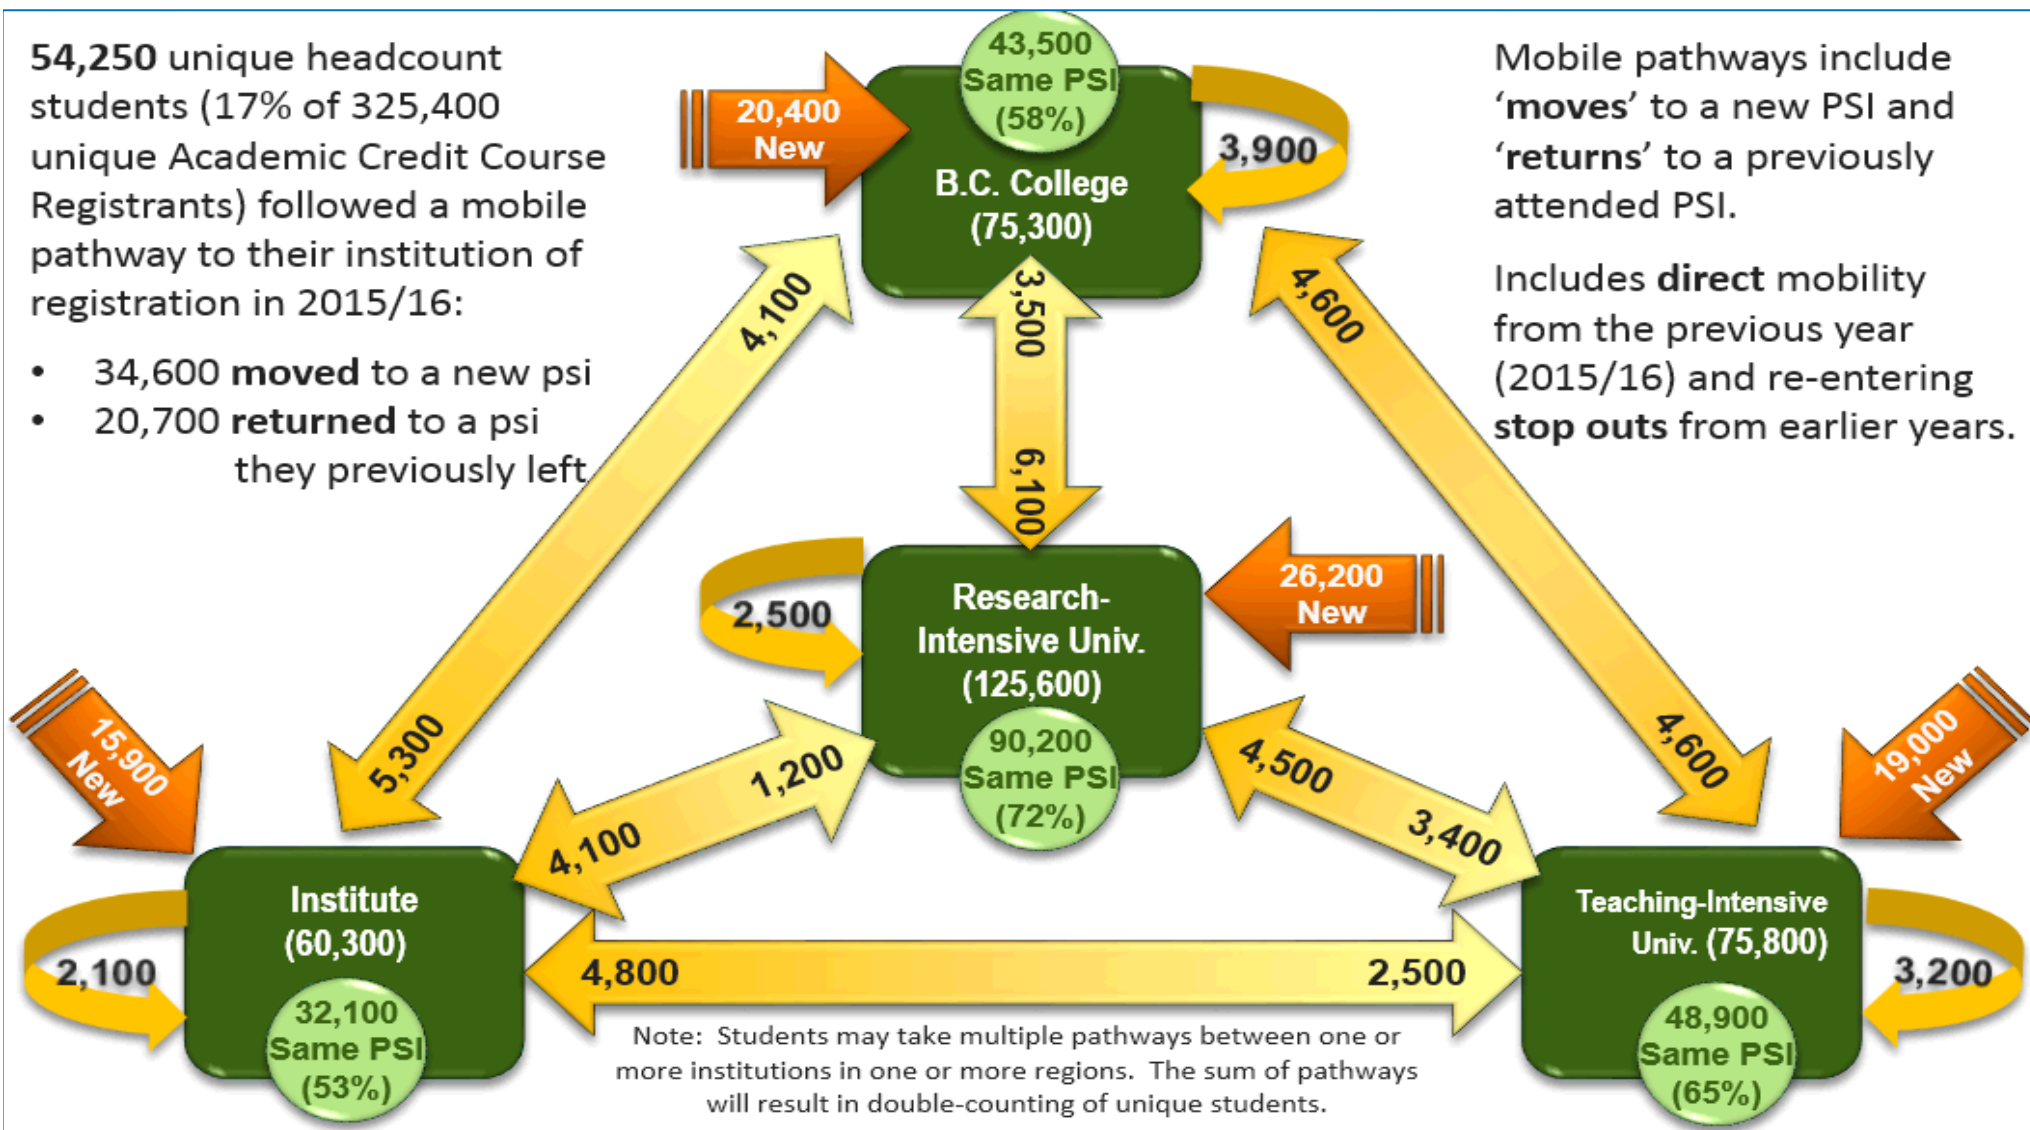 54,250 unique headcount
students (17% of 325,400
unique Academic Credit Course
Registrants) followed a mobile
pathway to their institution of
registration in 2015/16:
• 34,600 moved to a new psi
• 20,700 returned to a psi
they previously left
Mobile pathways include
‘moves’ to a new PSI and
‘returns’ to a previously
attended PSI.
Includes direct mobility
from the previous year
(2015/16) and re-entering
stop outs from earlier years.
20,400
New
43,500
Same PSI
(58%)
B.C. College
(75,300)
3,900
4,100
5,300
3,500
6,100
4,600
4,600
2,500
Research-
Intensive Univ.
(125,600)
90,200
Same PSI
(72%)
26,200
New
15,900
New
1,200
4,100
4,500
3,400
19,000
New
Institute
(60,300)
32,100
Same PSI
(53%)
2,100
4,800
2,500
Teaching-Intensive
Univ. (75,800)
48,900
Same PSI
(65%)
3,200
Note: Students may take multiple pathways between one or
more institutions in one or more regions. The sum of pathways
will result in double-counting of unique students.